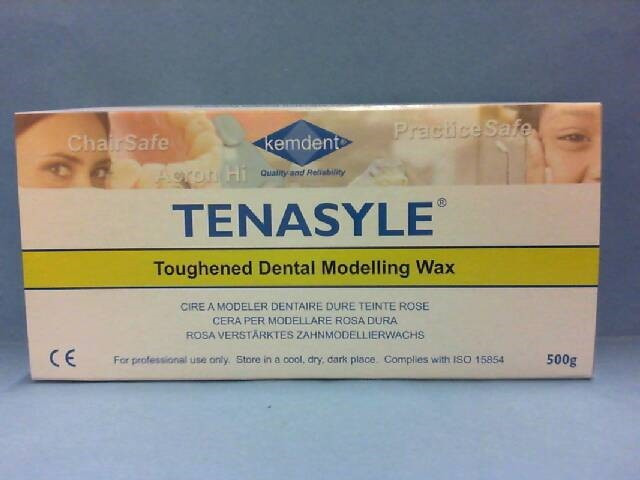 ChairSafe
kemdent®
PracticeSafe
Acron Hi
Quality and Reliability
TENASYLE®
Toughened Dental Modelling Wax
CIRE A MODELER DENTAIRE DURE TEINTE ROSE
CERA PER MODELLARE ROSA DURA
ROSA VERSTÄRKTES ZAHNMODELLIERWACHS
CE For professional use only. Store in a cool, dry, dark place. Complies with ISO 15854 500g